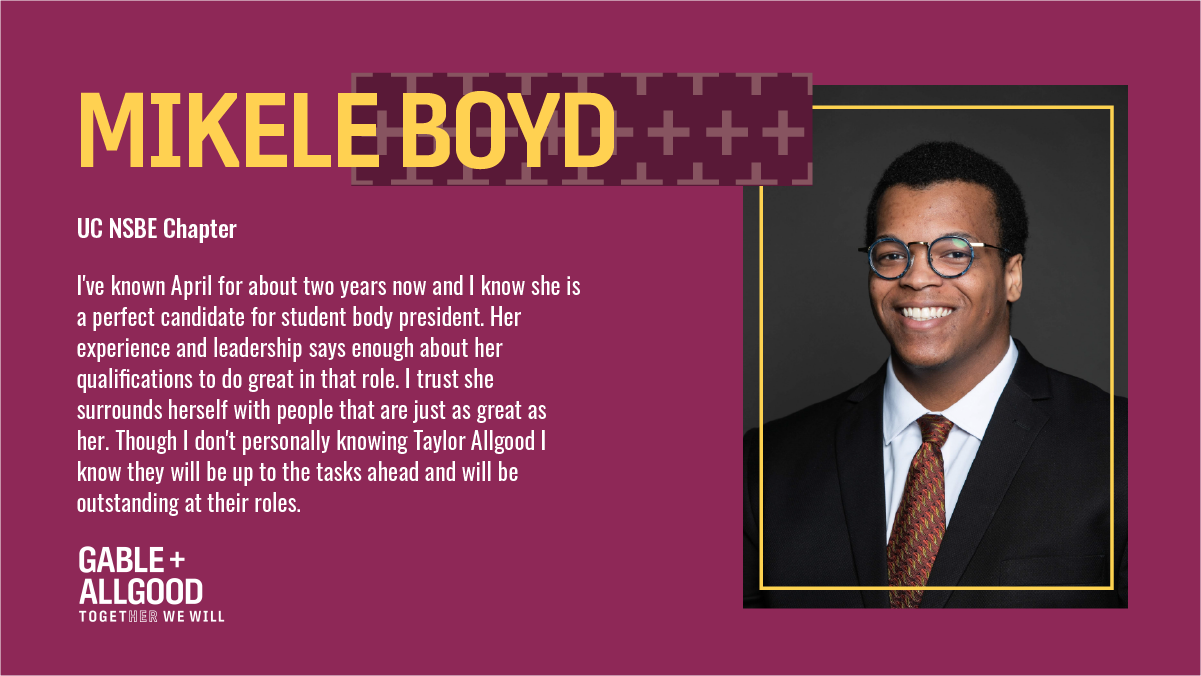 MIKELE BOYD
UC NSBE Chapter
I've known April for about two years now and I know she is
a perfect candidate for student body president. Her
experience and leadership says enough about her
qualifications to do great in that role. I trust she
surrounds herself with people that are just as great as
her. Though I don't personally knowing Taylor Allgood I
know they will be up to the tasks ahead and will be
outstanding at their roles.
GABLE +
ALLGOOD
TOGETHER WE WILL